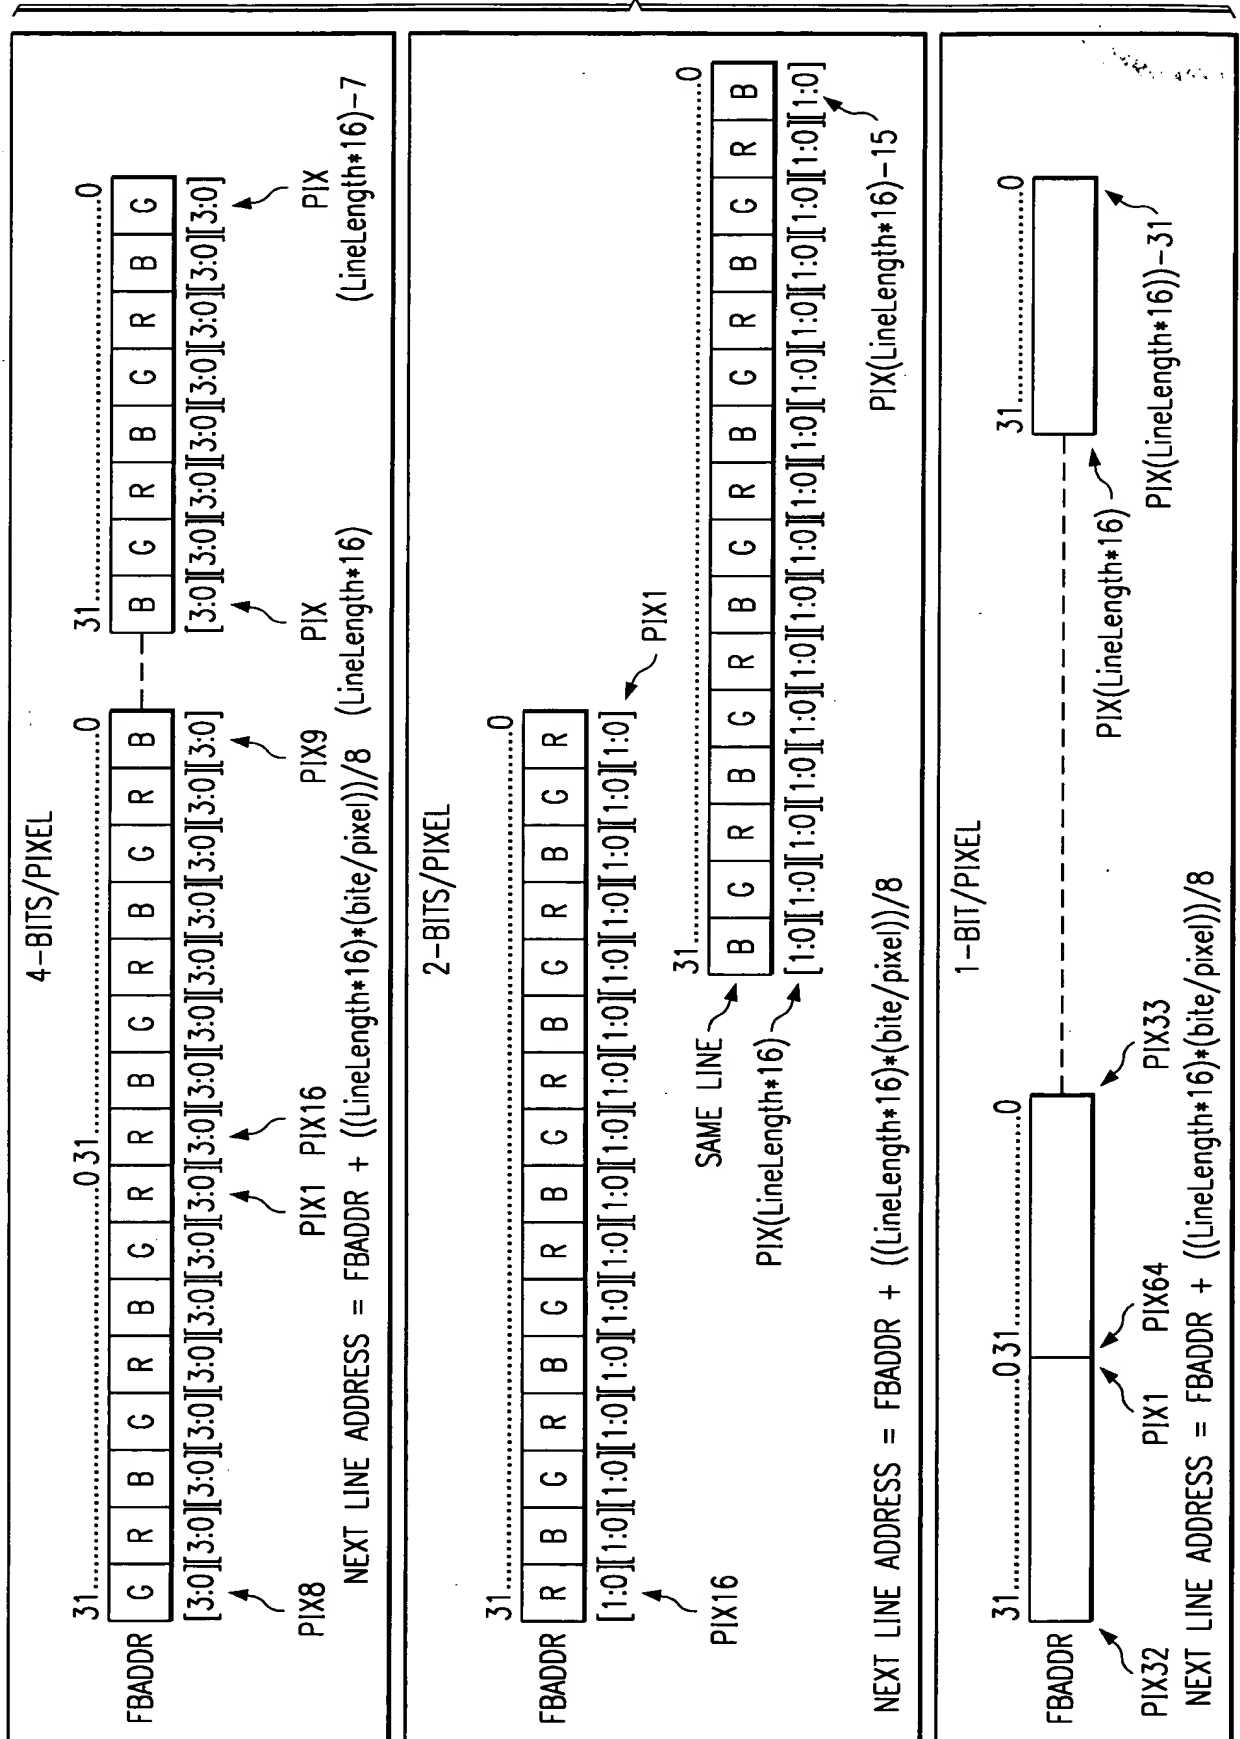 4-BITS/PIXEL
31..........031..........0 31..........0
FBADDR G R B G R B G R R B G R B G R B B G R B G R B G
[3:0][3:0][3:0][3:0][3:0][3:0][3:0][3:0][3:0][3:0][3:0][3:0][3:0][3:0][3:0][3:0] [3:0][3:0][3:0][3:0][3:0][3:0][3:0][3:0]
PIX8 PIX1 PIX16 PIX9 PIX (LineLength*16) PIX (LineLength*16)-7
NEXT LINE ADDRESS = FBADDR + ((LineLength*16)*(bite/pixel))/8
2-BITS/PIXEL
31..........0
FBADDR R B G R B G R B G R B G R B G R
[1:0][1:0][1:0][1:0][1:0][1:0][1:0][1:0][1:0][1:0][1:0][1:0][1:0][1:0][1:0][1:0]
PIX16 PIX1
31..........0
SAME LINE B G R B G R B G R B G R B G R B
[1:0][1:0][1:0][1:0][1:0][1:0][1:0][1:0][1:0][1:0][1:0][1:0][1:0][1:0][1:0][1:0]
PIX(LineLength*16) PIX(LineLength*16)-15
NEXT LINE ADDRESS = FBADDR + ((LineLength*16)*(bite/pixel))/8
1-BIT/PIXEL
31..........031..........0 31..........0
FBADDR
PIX32 PIX1 PIX64 PIX33 PIX(LineLength*16) PIX(LineLength*16))-31
NEXT LINE ADDRESS = FBADDR + ((LineLength*16)*(bite/pixel))/8